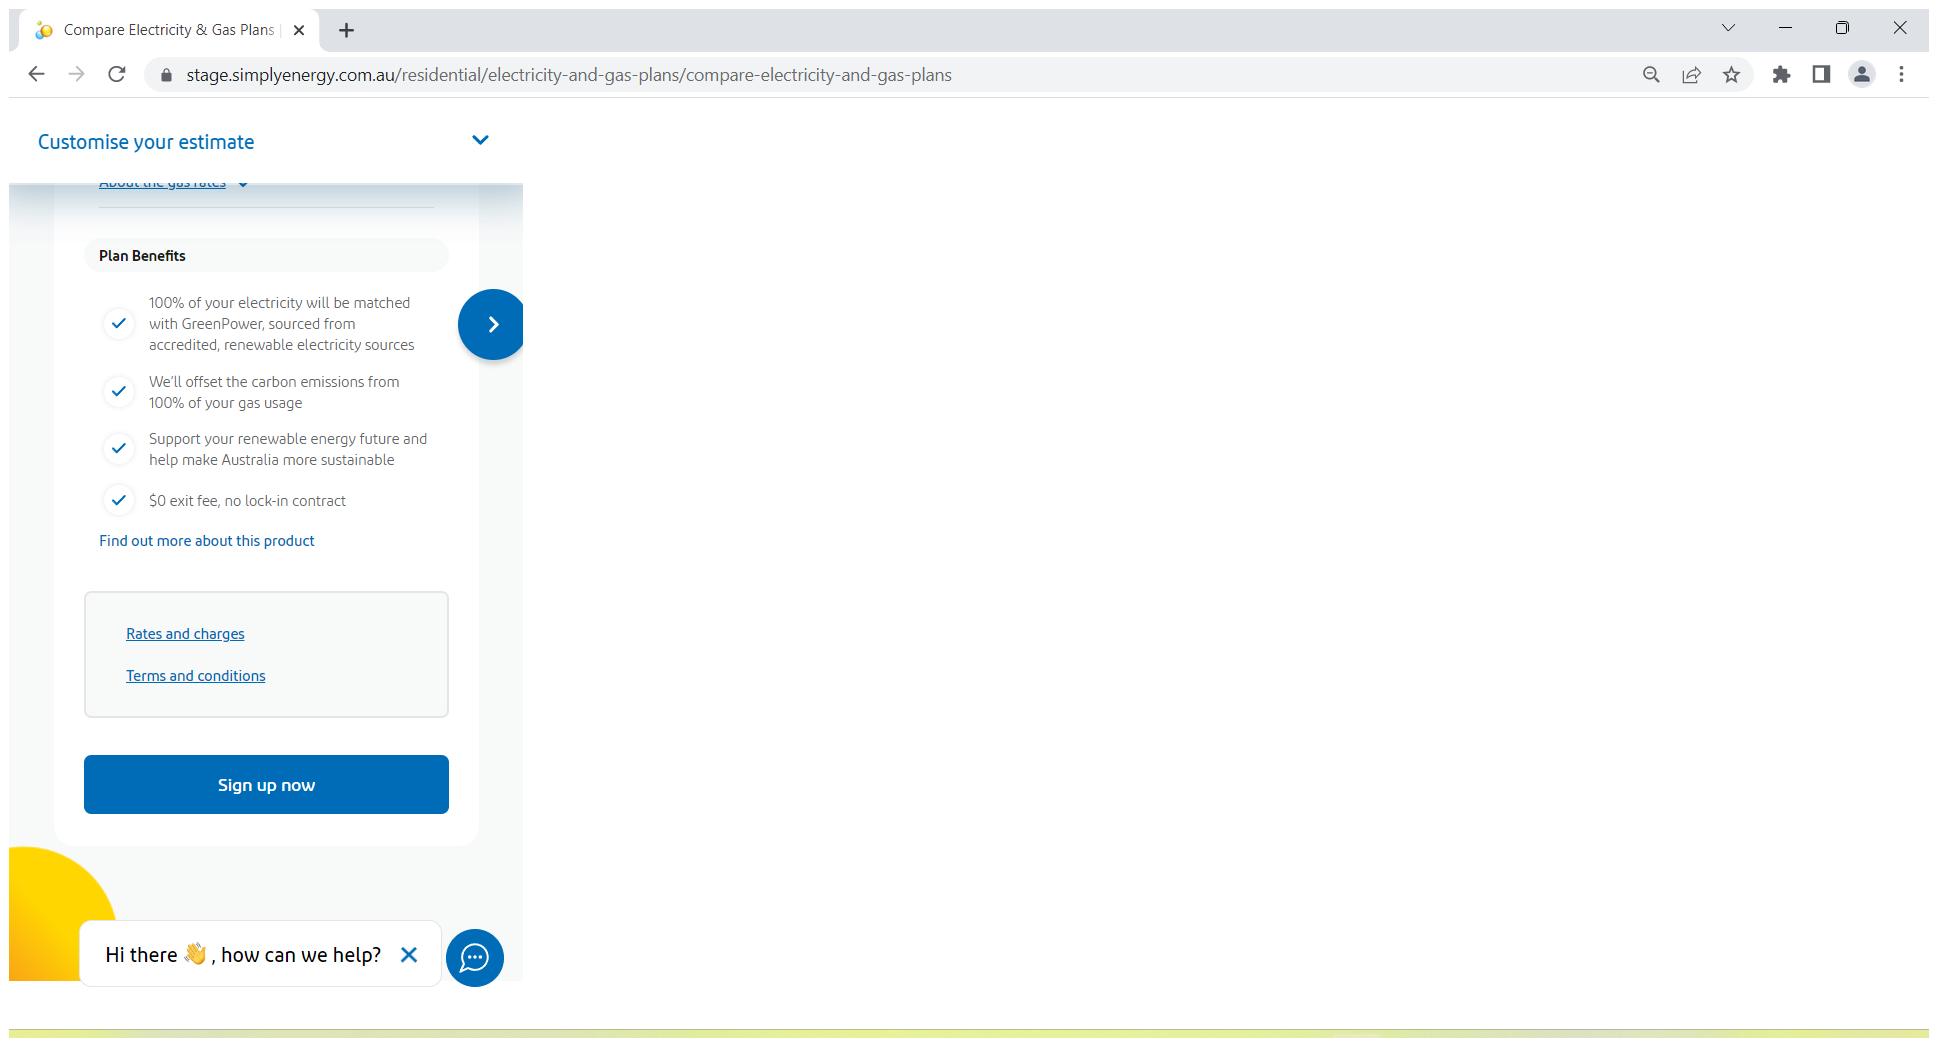 Compare Electricity & Gas Plans |
stage.simplyenergy.com.au/residential/electricity-and-gas-plans/compare-electricity-and-gas-plans
Customise your estimate
About the gas rates
Plan Benefits
100% of your electricity will be matched
with GreenPower, sourced from
accredited, renewable electricity sources
We'll offset the carbon emissions from
100% of your gas usage
Support your renewable energy future and
help make Australia more sustainable
$0 exit fee, no lock-in contract
Find out more about this product
Rates and charges
Terms and conditions
Sign up now
Hi there 👋 , how can we help?